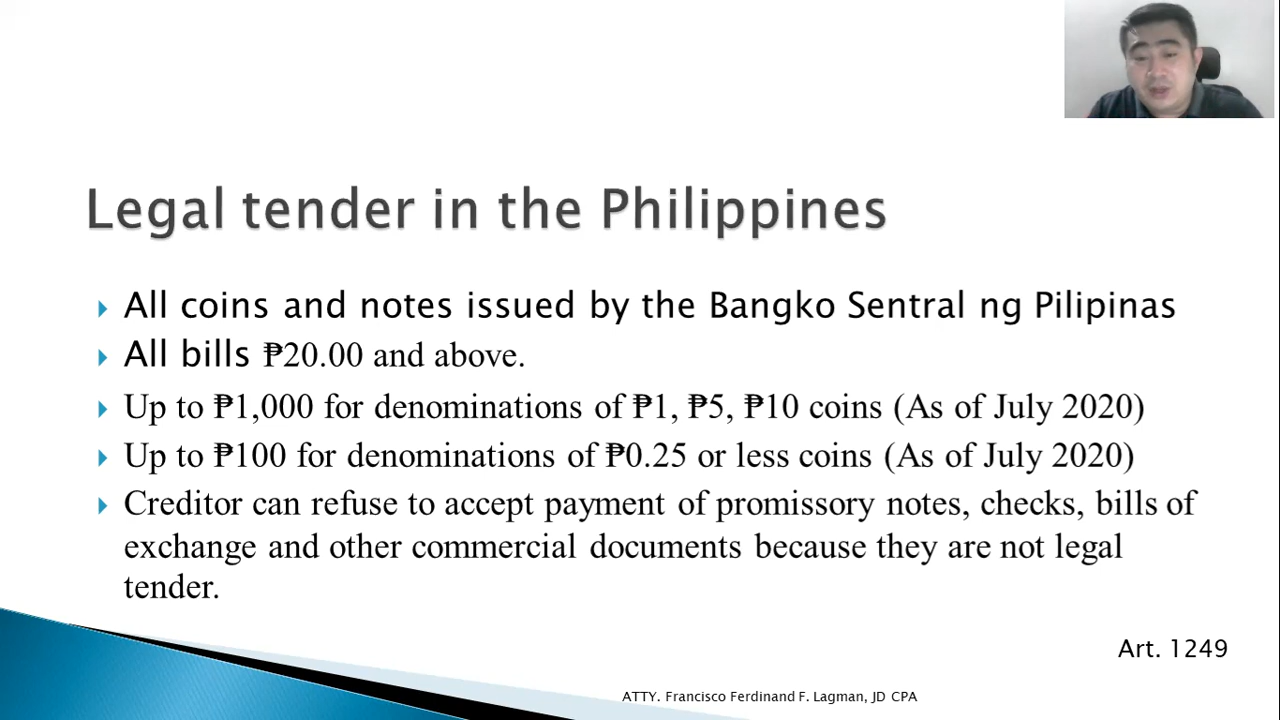 Legal tender in the Philippines
All coins and notes issued by the Bangko Sentral ng Pilipinas
All bills ₱20.00 and above.
Up to ₱1,000 for denominations of ₱1, ₱5, ₱10 coins (As of July 2020)
Up to ₱100 for denominations of ₱0.25 or less coins (As of July 2020)
Creditor can refuse to accept payment of promissory notes, checks, bills of
exchange and other commercial documents because they are not legal
tender.
Art. 1249
ATTY. Francisco Ferdinand F. Lagman, JD CPA